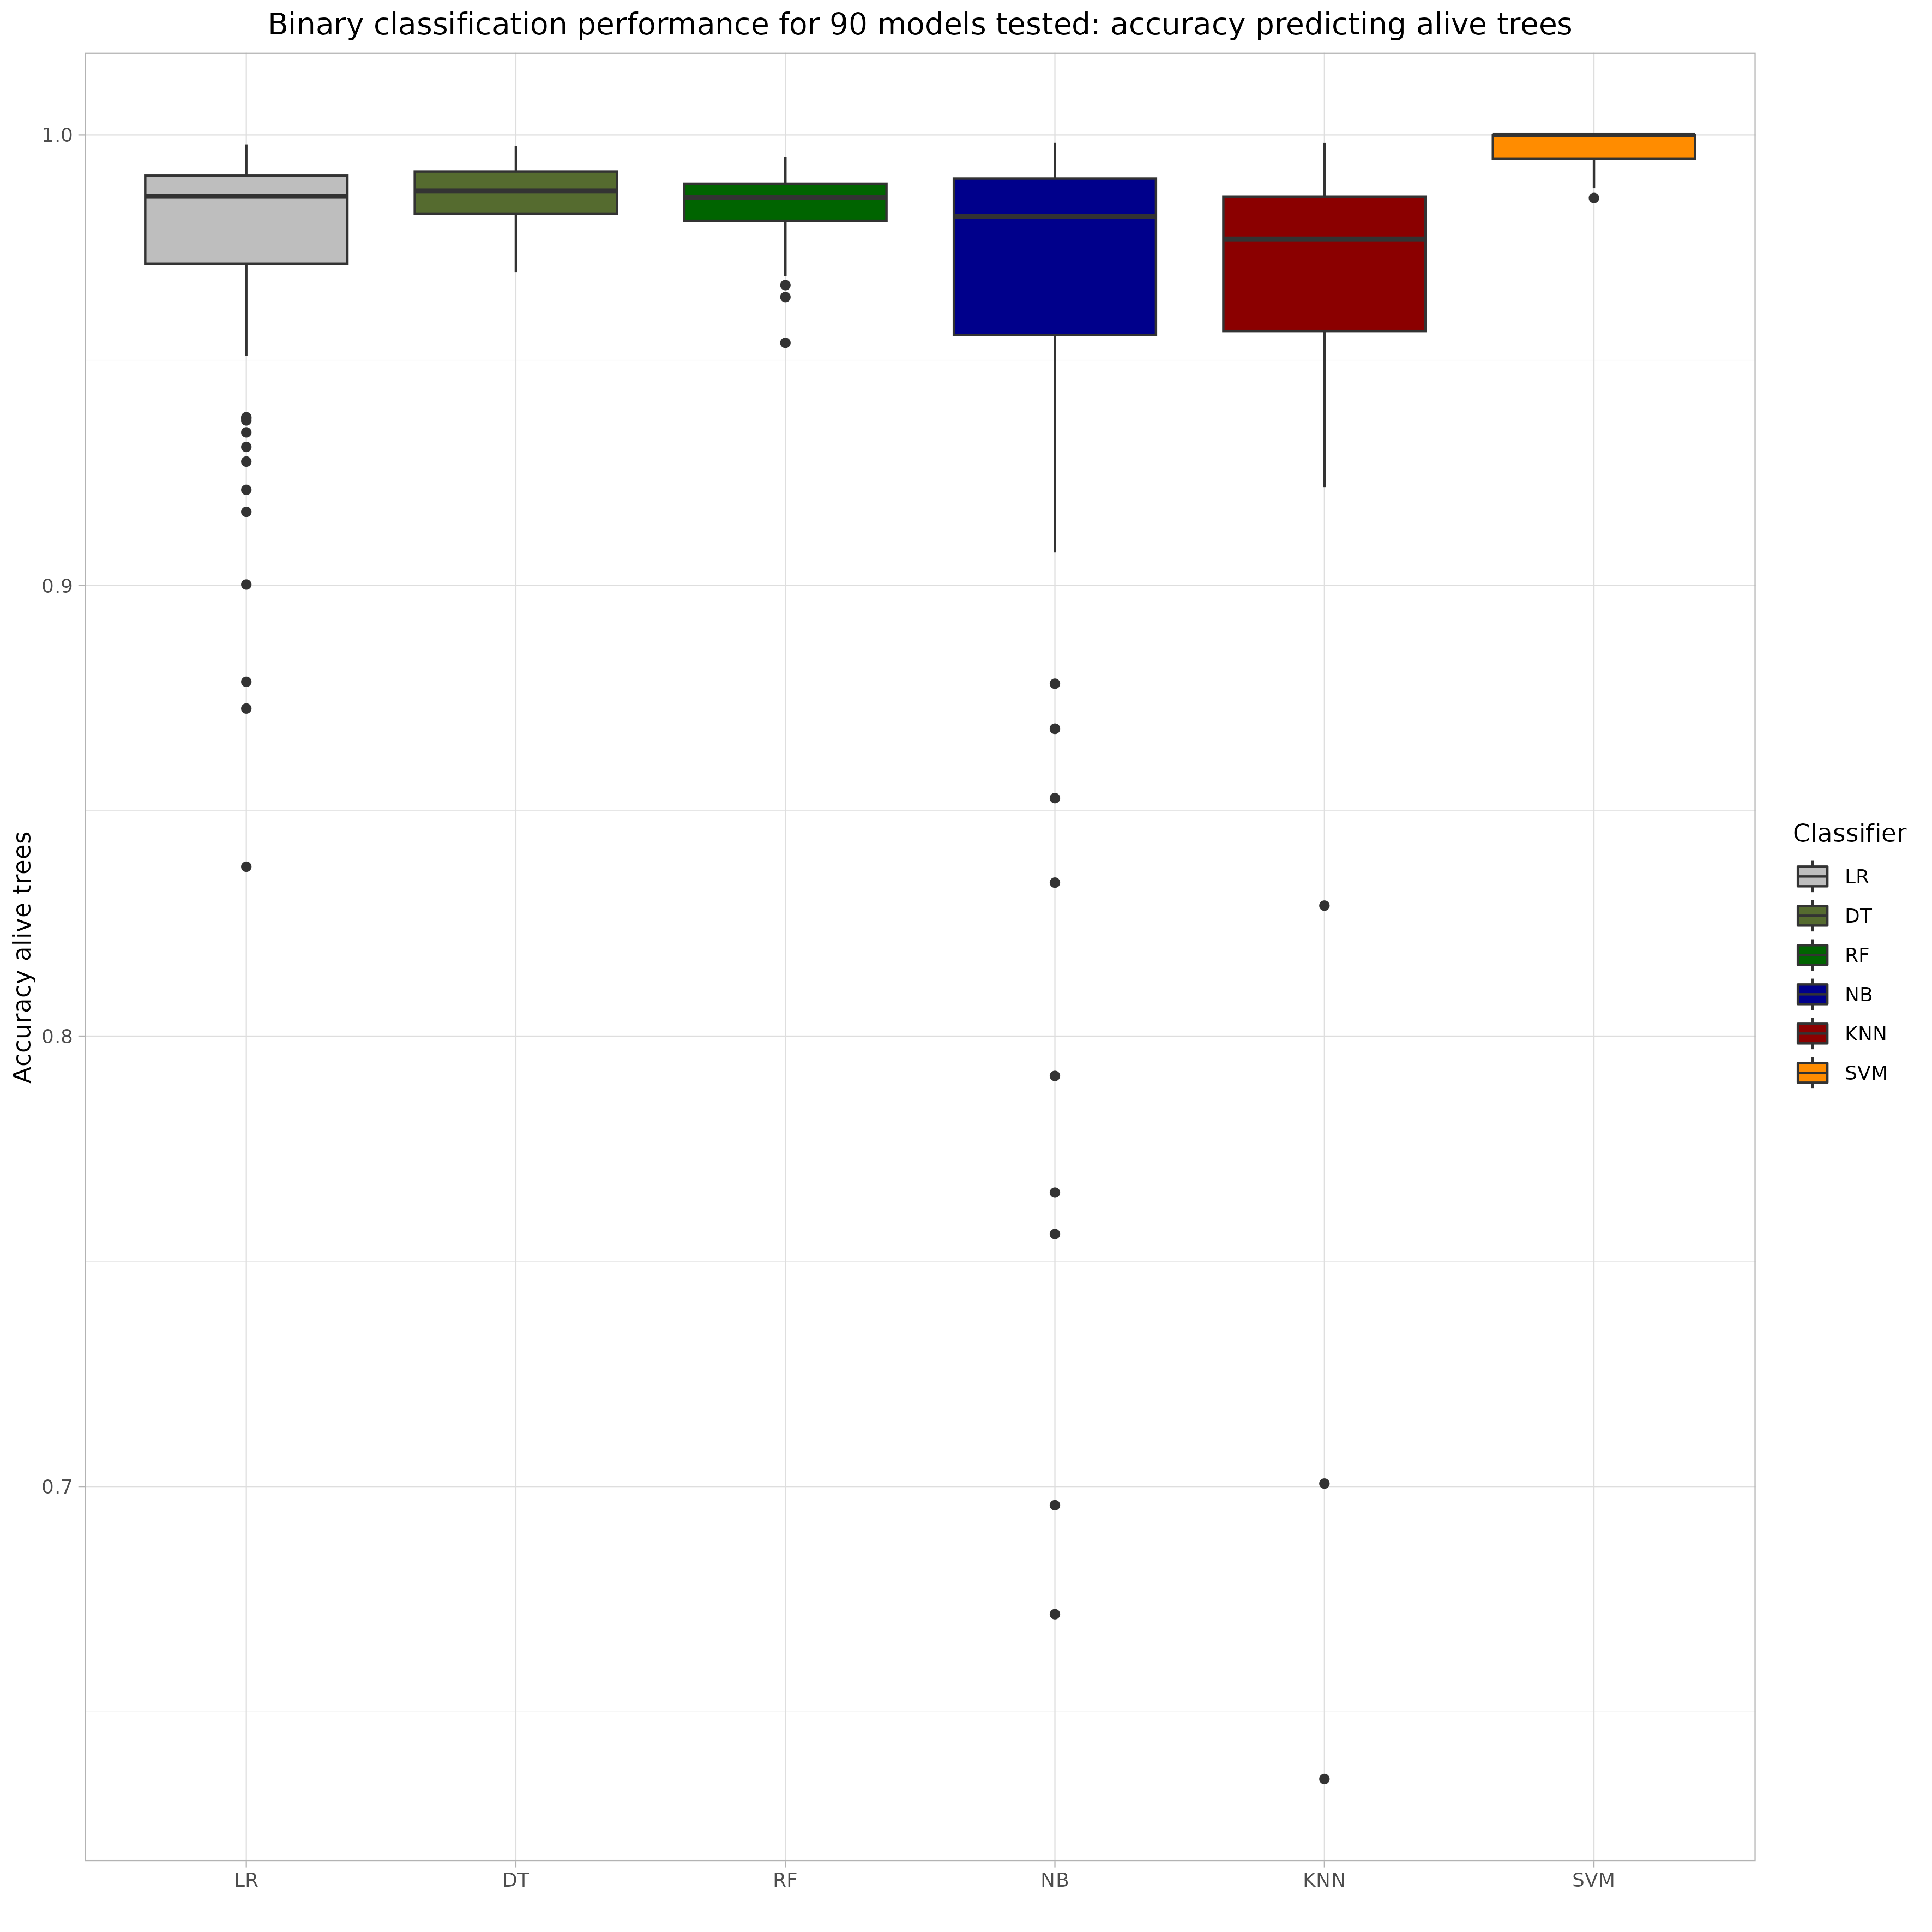 Binary classification performance for 90 models tested: accuracy predicting alive trees
Accuracy alive trees
1.0
0.9
0.8
0.7
LR
DT
RF
NB
KNN
SVM
Classifier
LR
DT
RF
NB
KNN
SVM